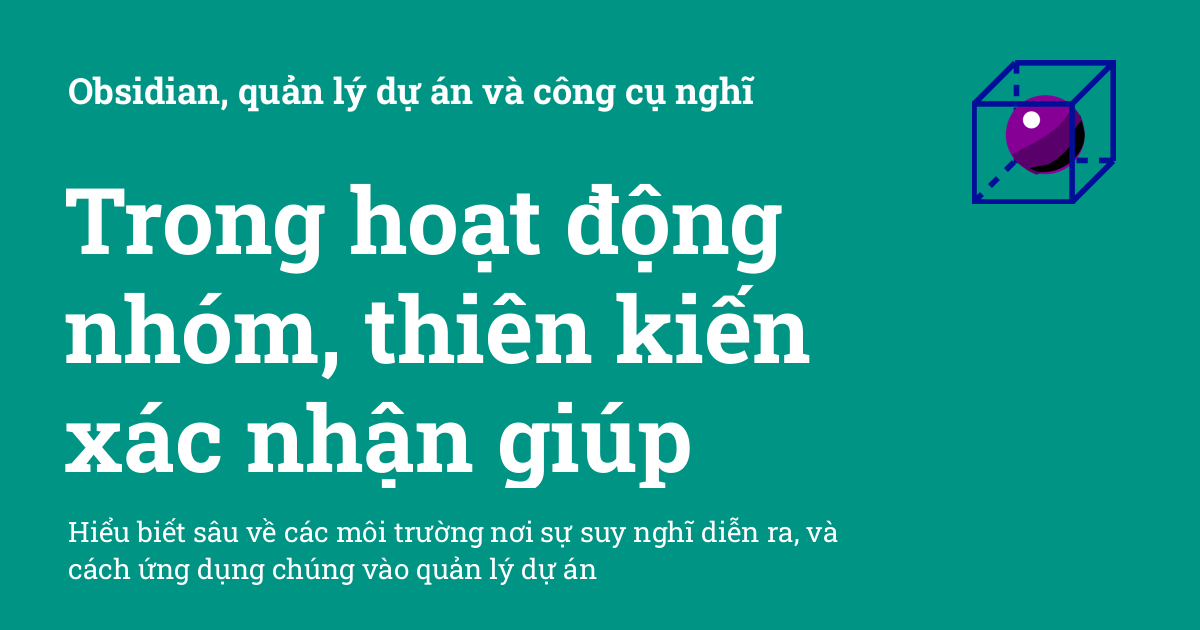 Obsidian, quản lý dự án và công cụ nghĩ
Trong hoạt động
nhóm, thiên kiến
xác nhận giúp
Hiểu biết sâu về các môi trường nơi sự suy nghĩ diễn ra, và
cách ứng dụng chúng vào quản lý dự án